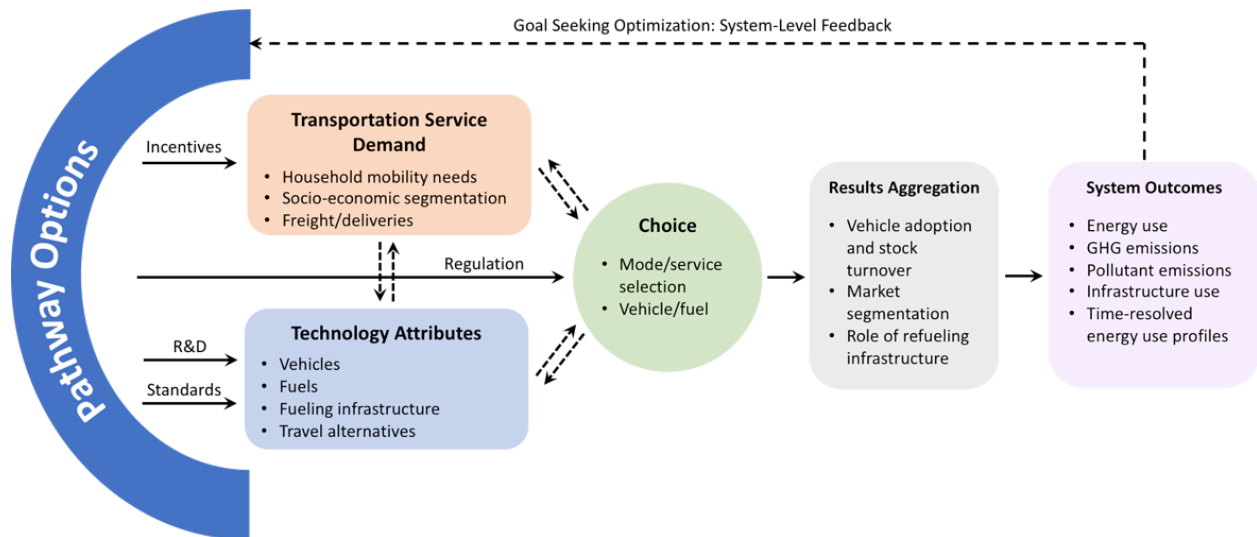 Goal Seeking Optimization: System-Level Feedback
Pathway Options
Incentives
Transportation Service
Demand
• Household mobility needs
• Socio-economic segmentation
• Freight/deliveries
Regulation
R&D
Standards
Technology Attributes
• Vehicles
• Fuels
• Fueling infrastructure
• Travel alternatives
Choice
• Mode/service
selection
• Vehicle/fuel
Results Aggregation
• Vehicle adoption
and stock
turnover
• Market
segmentation
• Role of refueling
infrastructure
System Outcomes
• Energy use
• GHG emissions
• Pollutant emissions
• Infrastructure use
• Time-resolved
energy use profiles